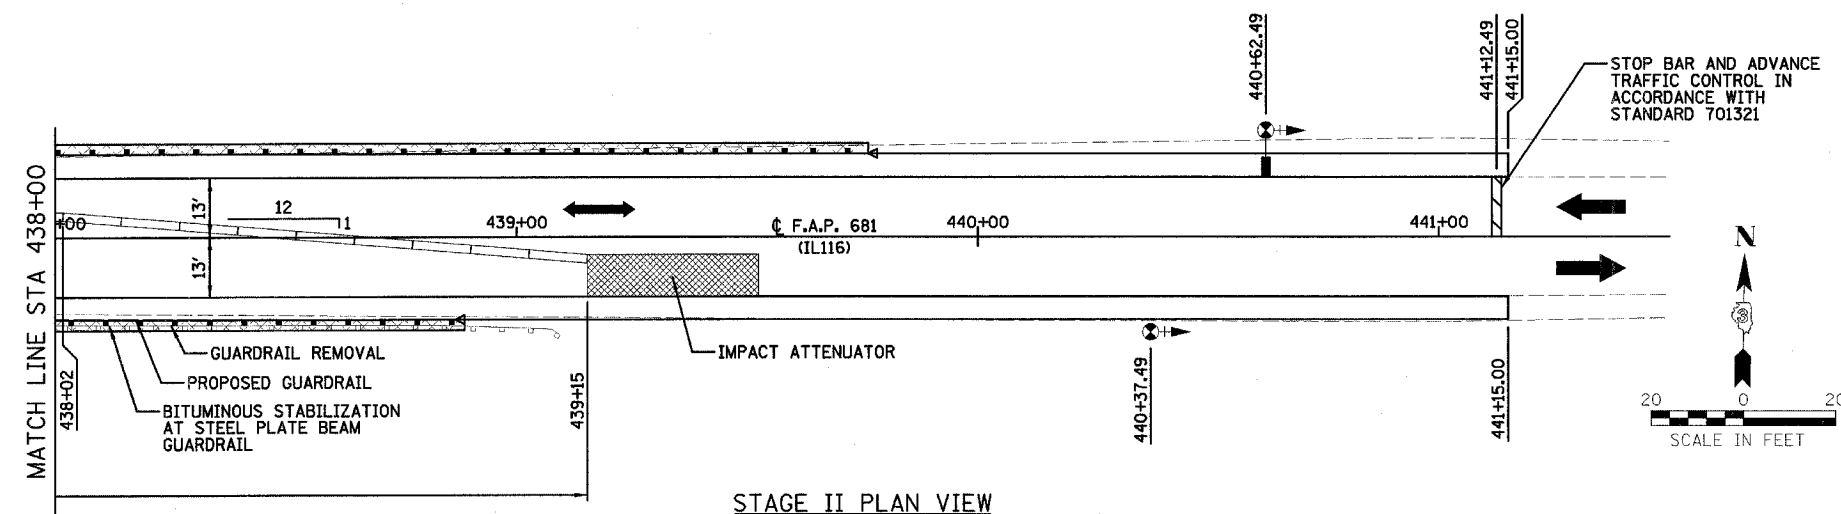 440+62.49
441+12.49
441+15.00
STOP BAR AND ADVANCE
TRAFFIC CONTROL IN
ACCORDANCE WITH
STANDARD 701321
MATCH LINE STA 438+00
13'
13'
12
1
+00
439+00
℄ F.A.P. 681
(IL116)
440+00
441+00
N
GUARDRAIL REMOVAL
PROPOSED GUARDRAIL
BITUMINOUS STABILIZATION
AT STEEL PLATE BEAM
GUARDRAIL
438+02
439+15
IMPACT ATTENUATOR
440+37.49
441+15.00
20 0 20
SCALE IN FEET
STAGE II PLAN VIEW